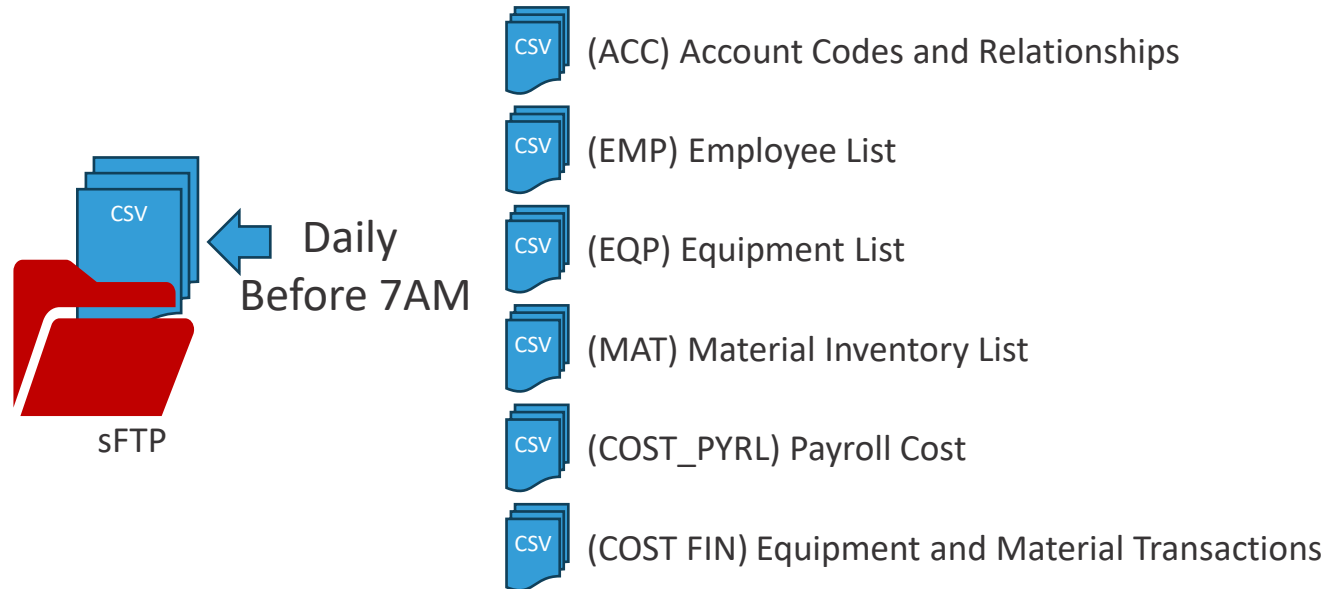 CSV
Daily
Before 7AM
sFTP
CSV (ACC) Account Codes and Relationships
CSV (EMP) Employee List
CSV (EQP) Equipment List
CSV (MAT) Material Inventory List
CSV (COST_PYRL) Payroll Cost
CSV (COST FIN) Equipment and Material Transactions